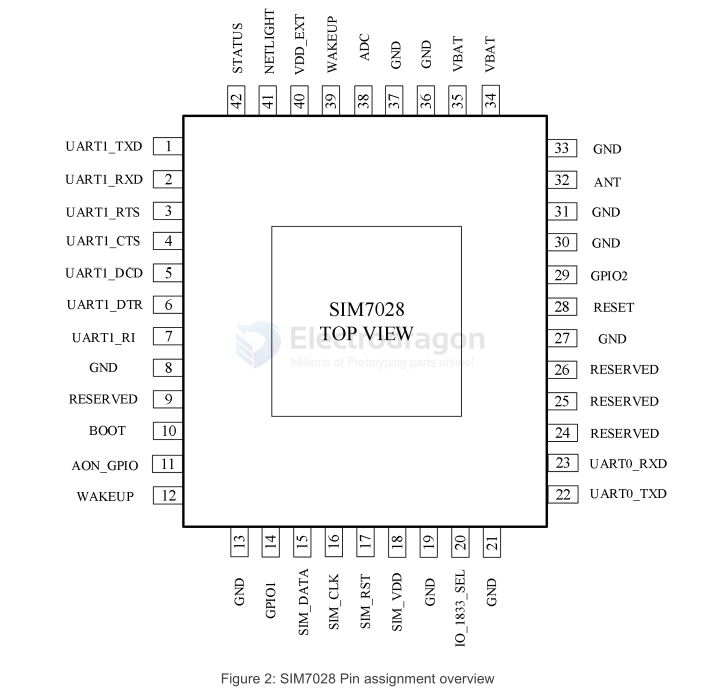 STATUS
NETLIGHT
VDD_EXT
WAKEUP
ADC
GND
GND
VBAT
VBAT
42 41 40 39 38 37 36 35 34
UART1_TXD 1
UART1_RXD 2
UART1_RTS 3
UART1_CTS 4
UART1_DCD 5
UART1_DTR 6
UART1_RI 7
GND 8
RESERVED 9
BOOT 10
AON_GPIO 11
WAKEUP 12
SIM7028
TOP VIEW
Electrodragon
Millions of Prototyping parts online!
33 GND
32 ANT
31 GND
30 GND
29 GPIO2
28 RESET
27 GND
26 RESERVED
25 RESERVED
24 RESERVED
23 UART0_RXD
22 UART0_TXD
13 14 15 16 17 18 19 20 21
GND
GPIO1
SIM_DATA
SIM_CLK
SIM_RST
SIM_VDD
GND
IO_1833_SEL
GND
Figure 2: SIM7028 Pin assignment overview